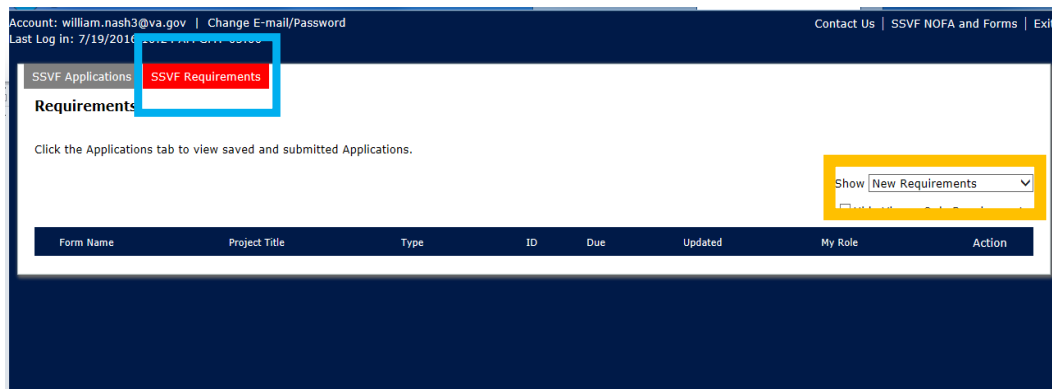 Account: william.nash3@va.gov | Change E-mail/Password
Contact Us | SSVF NOFA and Forms | Exit
Last Log in: 7/19/2016
SSVF Applications SSVF Requirements
Requirements
Click the Applications tab to view saved and submitted Applications.
Show New Requirements
Form Name Project Title Type ID Due Updated My Role Action